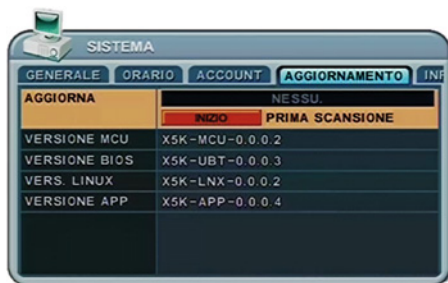 SISTEMA
GENERALE ORARIO ACCOUNT AGGIORNAMENTO INF
AGGIORNA NESSU.
INIZIO PRIMA SCANSIONE
VERSIONE MCU X5K-MCU-0.0.0.2
VERSIONE BIOS X5K-UBT-0.0.0.3
VERS. LINUX X5K-LNX-0.0.0.2
VERSIONE APP X5K-APP-0.0.0.4